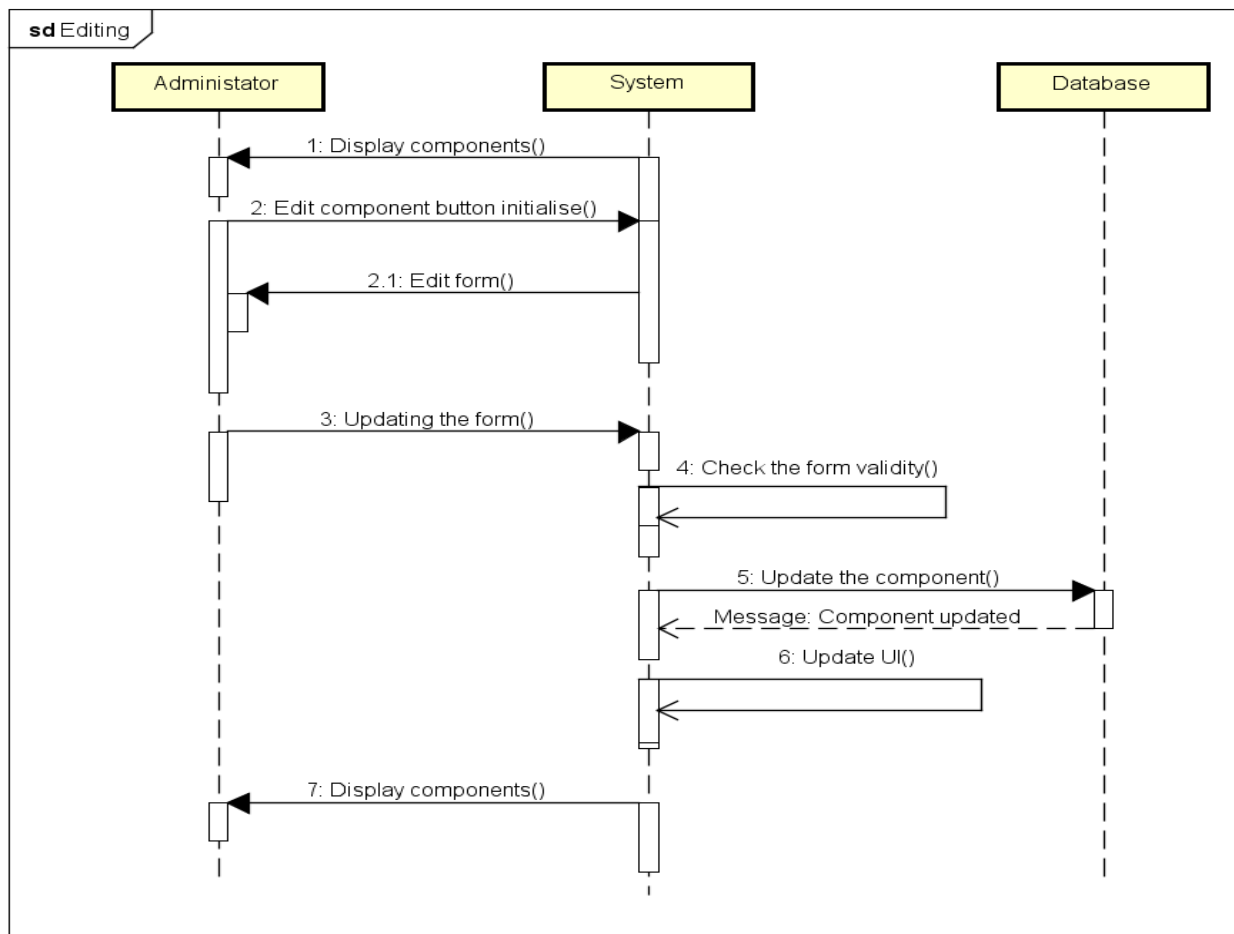 sd Editing
Administator
System
Database
1: Display components()
2: Edit component button initialise()
2.1: Edit form()
3: Updating the form()
4: Check the form validity()
5: Update the component()
Message: Component updated
6: Update UI()
7: Display components()